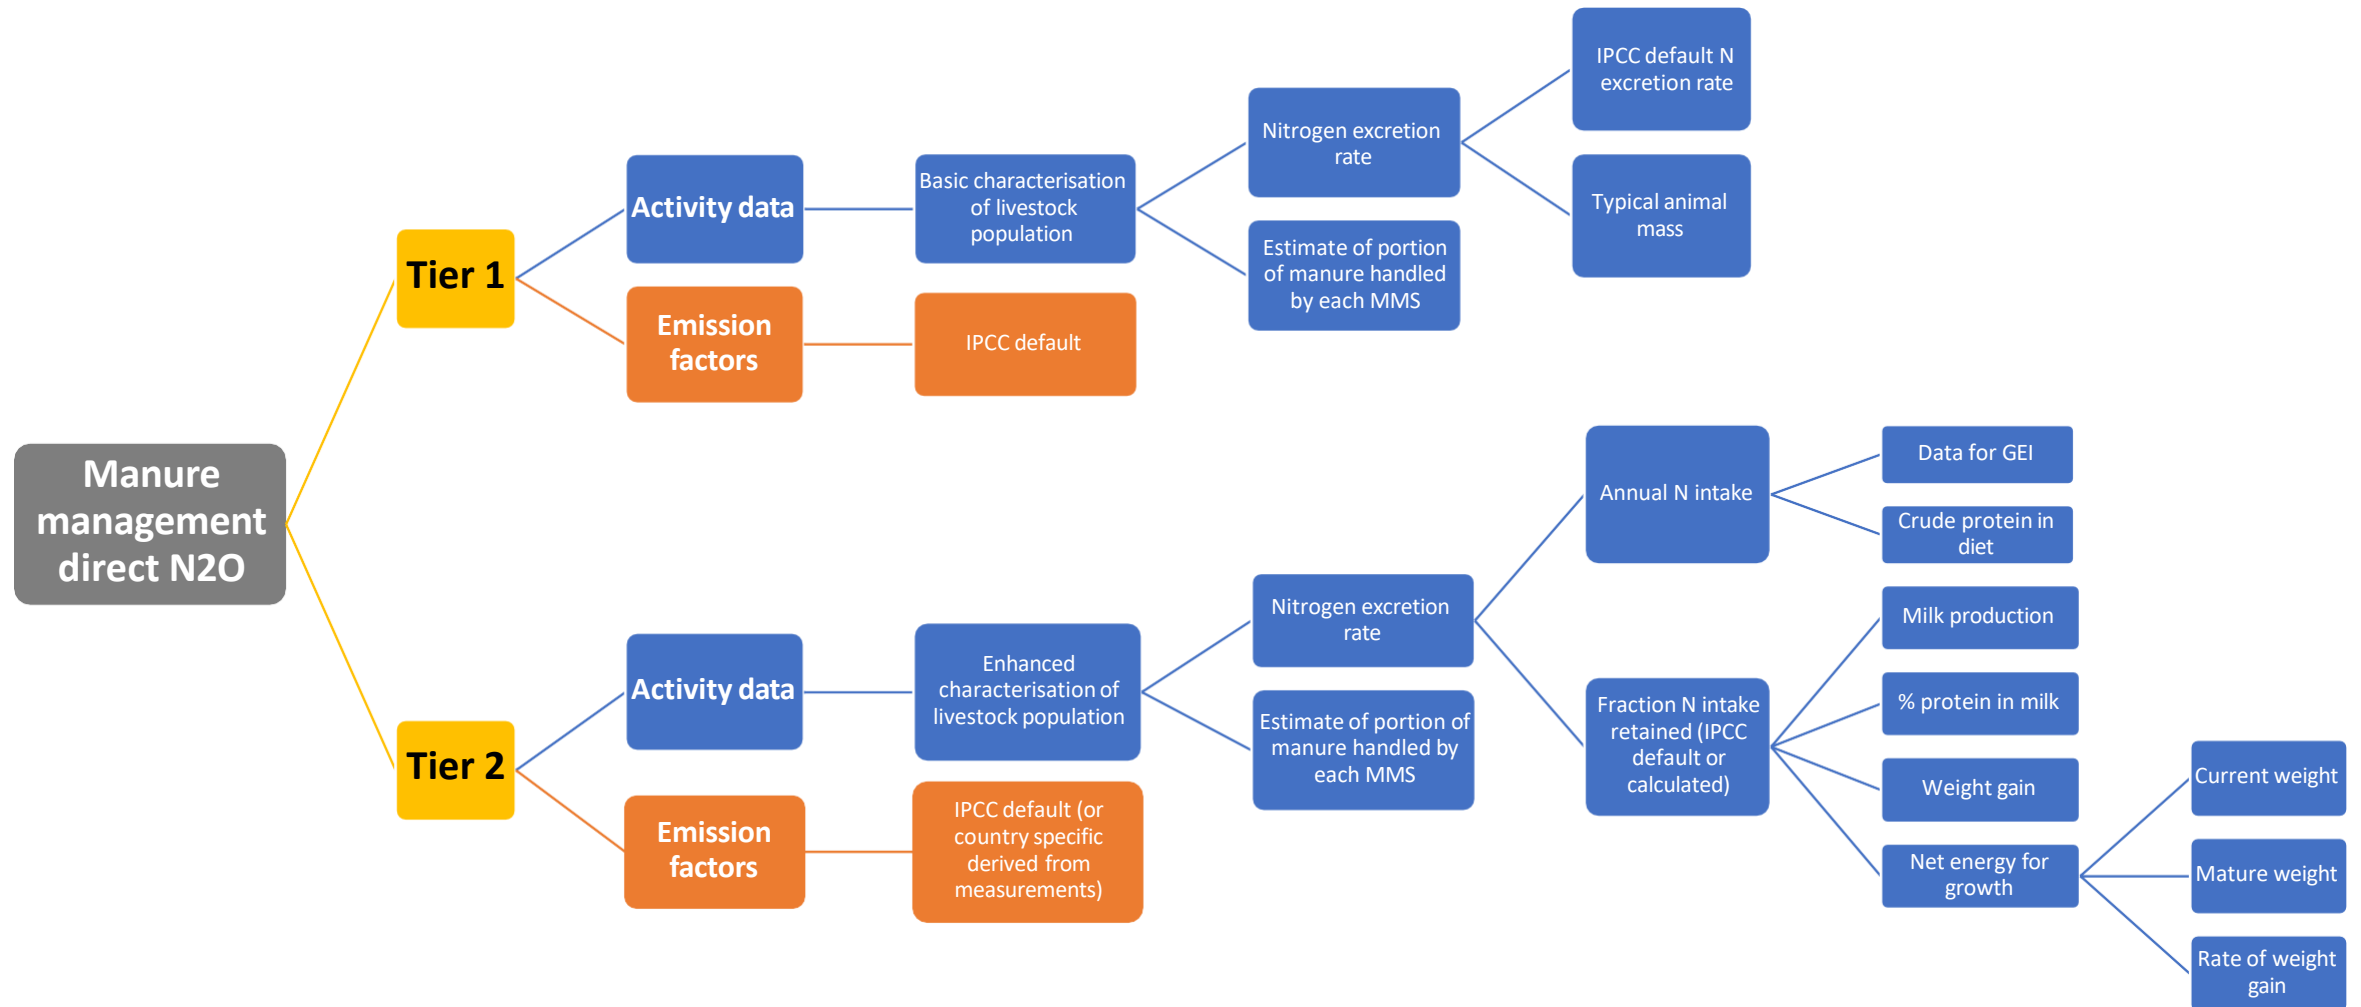 Manure
management
direct N2O
Tier 1
Activity data
Basic characterisation
of livestock
population
Nitrogen excretion
rate
IPCC default N
excretion rate
Typical animal
mass
Estimate of portion
of manure handled
by each MMS
Emission
factors
IPCC default
Tier 2
Activity data
Enhanced
characterisation of
livestock population
Nitrogen excretion
rate
Annual N intake
Data for GEI
Crude protein in
diet
Fraction N intake
retained (IPCC
default or
calculated)
Milk production
% protein in milk
Weight gain
Net energy for
growth
Current weight
Mature weight
Rate of weight
gain
Estimate of portion of
manure handled by
each MMS
Emission
factors
IPCC default (or
country specific
derived from
measurements)